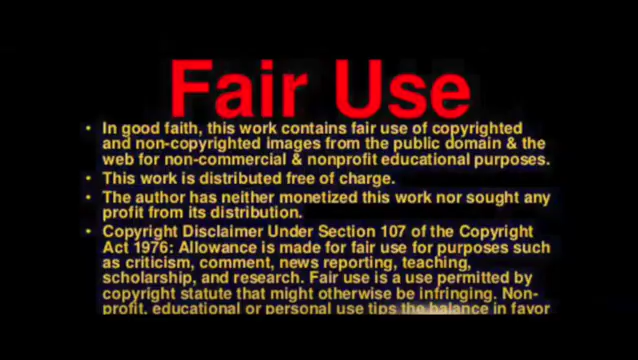 Fair Use
• In good faith, this work contains fair use of copyrighted
and non-copyrighted images from the public domain & the
web for non-commercial & nonprofit educational purposes.
• This work is distributed free of charge.
• The author has neither monetized this work nor sought any
profit from its distribution.
• Copyright Disclaimer Under Section 107 of the Copyright
Act 1976: Allowance is made for fair use for purposes such
as criticism, comment, news reporting, teaching,
scholarship, and research. Fair use is a use permitted by
copyright statute that might otherwise be infringing. Non-
profit, educational or personal use tips the balance in favor